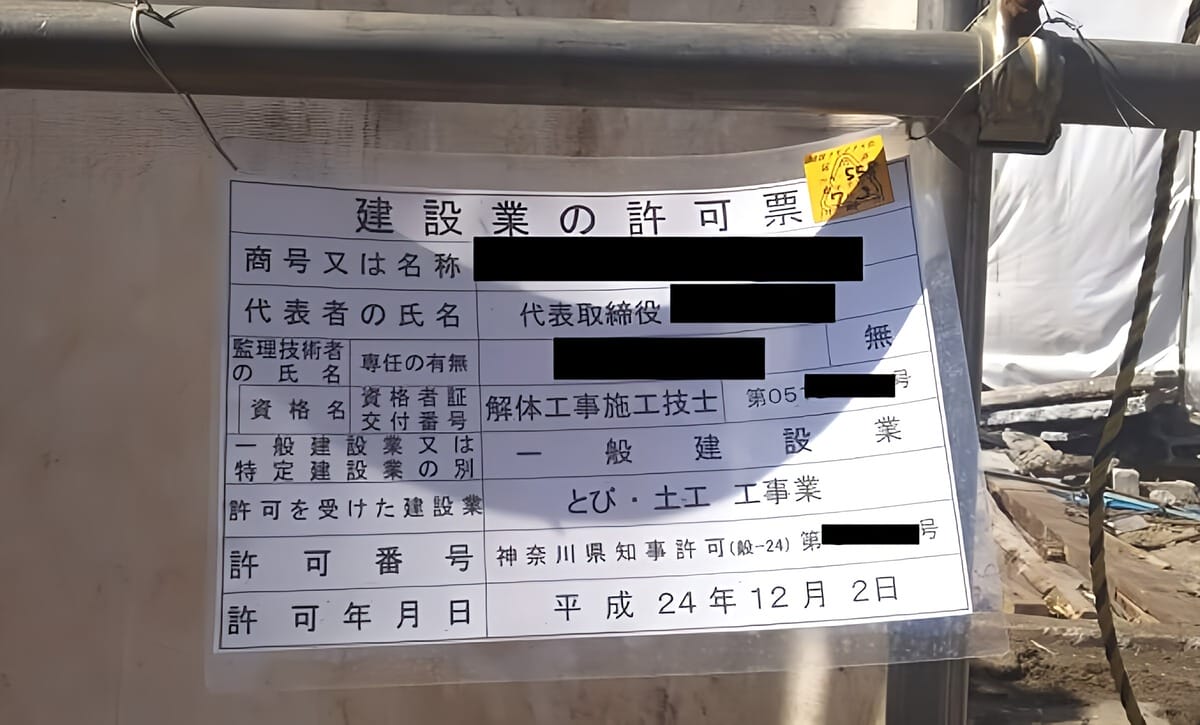 建設業の許可票
商号又は名称
代表者の氏名 代表取締役
監理技術者の氏名 専任の有無 無
資格名 資格者証交付番号 解体工事施工技士 第051 号
一般建設業又は特定建設業の別 一般建設業
許可を受けた建設業 とび・土工 工事業
許可番号 神奈川県知事許可(般-24) 第 号
許可年月日 平成24年12月2日